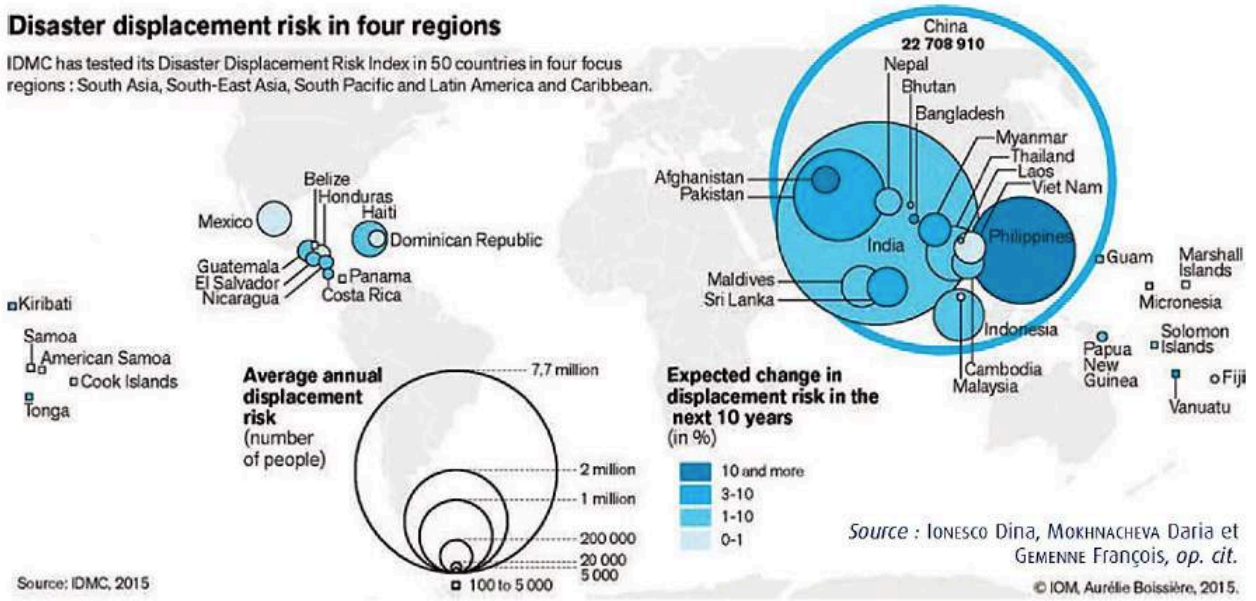 Disaster displacement risk in four regions
IDMC has tested its Disaster Displacement Risk Index in 50 countries in four focus
regions : South Asia, South-East Asia, South Pacific and Latin America and Caribbean.
China
22 708 910
Nepal
Bhutan
Bangladesh
Myanmar
Thailand
Laos
Viet Nam
Afghanistan
Pakistan
India
Philippines
Maldives
Sri Lanka
Indonesia
Cambodia
Malaysia
Belize
Honduras
Haiti
Mexico
Dominican Republic
Guatemala
El Salvador
Nicaragua
Panama
Costa Rica
Kiribati
Samoa
American Samoa
Cook Islands
Tonga
Guam
Marshall
Islands
Micronesia
Solomon
Islands
Papua
New
Guinea
Fiji
Vanuatu
Average annual
displacement
risk
(number
of people)
7,7 million
2 million
1 million
200 000
20 000
5 000
100 to 5 000
Expected change in
displacement risk in the
next 10 years
(in %)
10 and more
3-10
1-10
0-1
Source : IONESCO Dina, MOKHNACHEVA Daria et
GEMENNE François, op. cit.
Source: IDMC, 2015
© IOM, Aurélie Boissière, 2015.